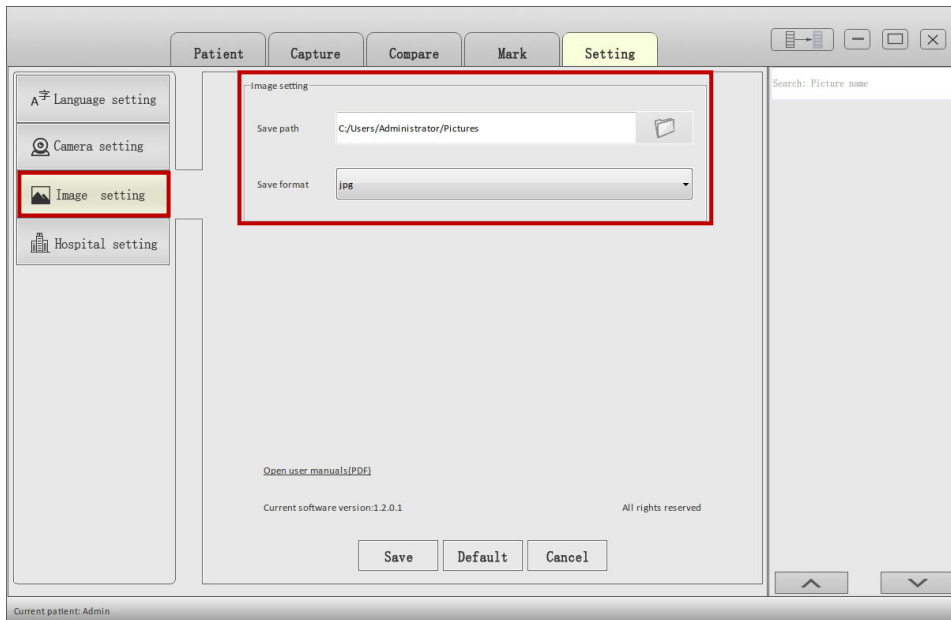 Patient
Capture
Compare
Mark
Setting
A字 Language setting
Camera setting
Image setting
Hospital setting
Image setting
Save path C:/Users/Administrator/Pictures
Save format jpg
Open user manuals(PDF)
Current software version:1.2.0.1 All rights reserved
Save
Default
Cancel
Search: Picture name
Current patient: Admin